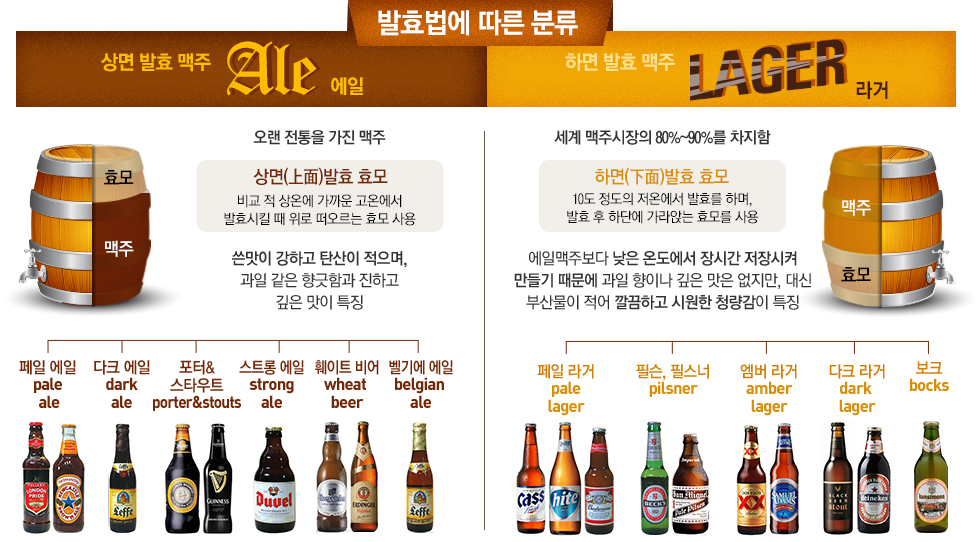 발효법에 따른 분류
상면 발효 맥주 Ale 에일
하면 발효 맥주 LAGER 라거
오랜 전통을 가진 맥주
효모
맥주
상면(上面)발효 효모
비교 적 상온에 가까운 고온에서
발효시킬 때 위로 떠오르는 효모 사용
쓴맛이 강하고 탄산이 적으며,
과일 같은 향긋함과 진하고
깊은 맛이 특징
세계 맥주시장의 80%~90%를 차지함
하면(下面)발효 효모
10도 정도의 저온에서 발효를 하며,
발효 후 하단에 가라앉는 효모를 사용
맥주
효모
에일맥주보다 낮은 온도에서 장시간 저장시켜
만들기 때문에 과일 향이나 깊은 맛은 없지만, 대신
부산물이 적어 깔끔하고 시원한 청량감이 특징
페일 에일
pale
ale
다크 에일
dark
ale
포터&
스타우트
porter&stouts
스트롱 에일
strong
ale
훼이트 비어
wheat
beer
벨기에 에일
belgian
ale
페일 라거
pale
lager
필슨, 필스너
pilsner
엠버 라거
amber
lager
다크 라거
dark
lager
보크
bocks
LONDON
PRIDE
Leffe
GUINNESS
Duvel
ERDINGER
Leffe
Cass
hite
BECK'S
San Miguel
Pale Pilsen
XX
SAMUEL
ADAMS
BLACK
BEER
stout
Heineken
kunstmann